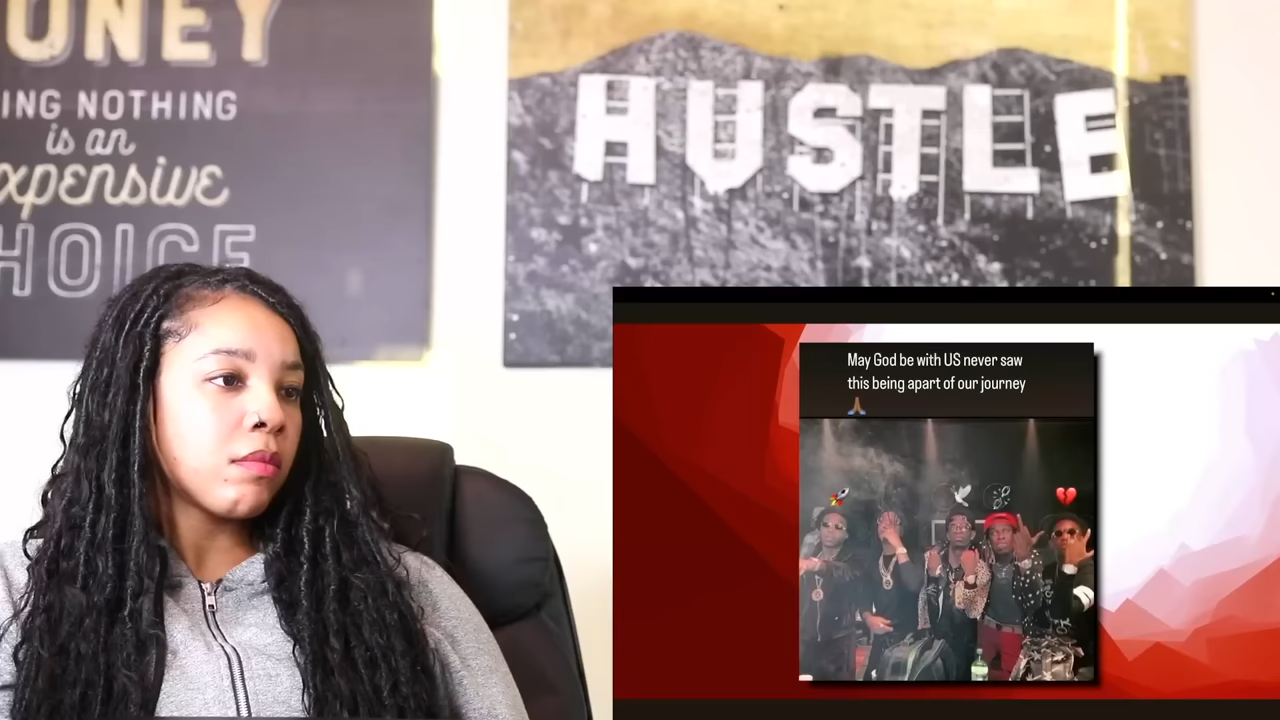 ONEY
ING NOTHING
is an
xpensive
HOICE
HUSTLE
May God be with US never saw
this being apart of our journey